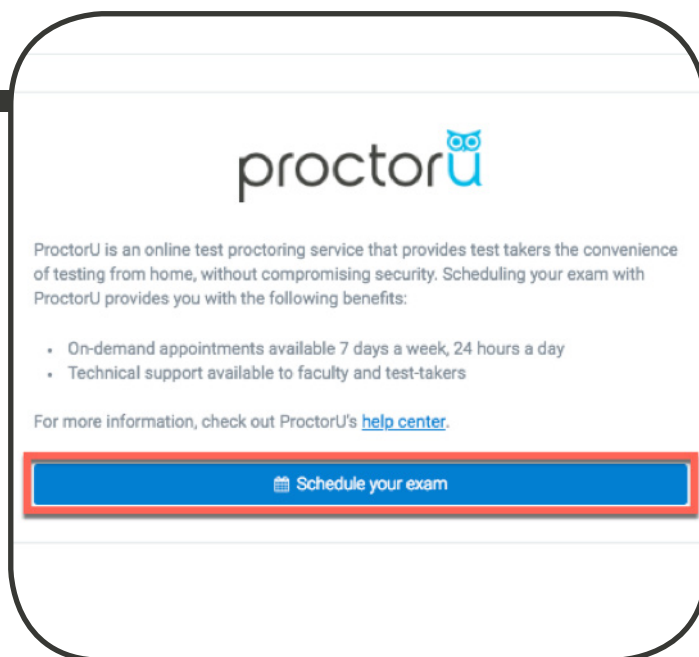 proctorU
ProctorU is an online test proctoring service that provides test takers the convenience
of testing from home, without compromising security. Scheduling your exam with
ProctorU provides you with the following benefits:
• On-demand appointments available 7 days a week, 24 hours a day
• Technical support available to faculty and test-takers
For more information, check out ProctorU's help center.
Schedule your exam